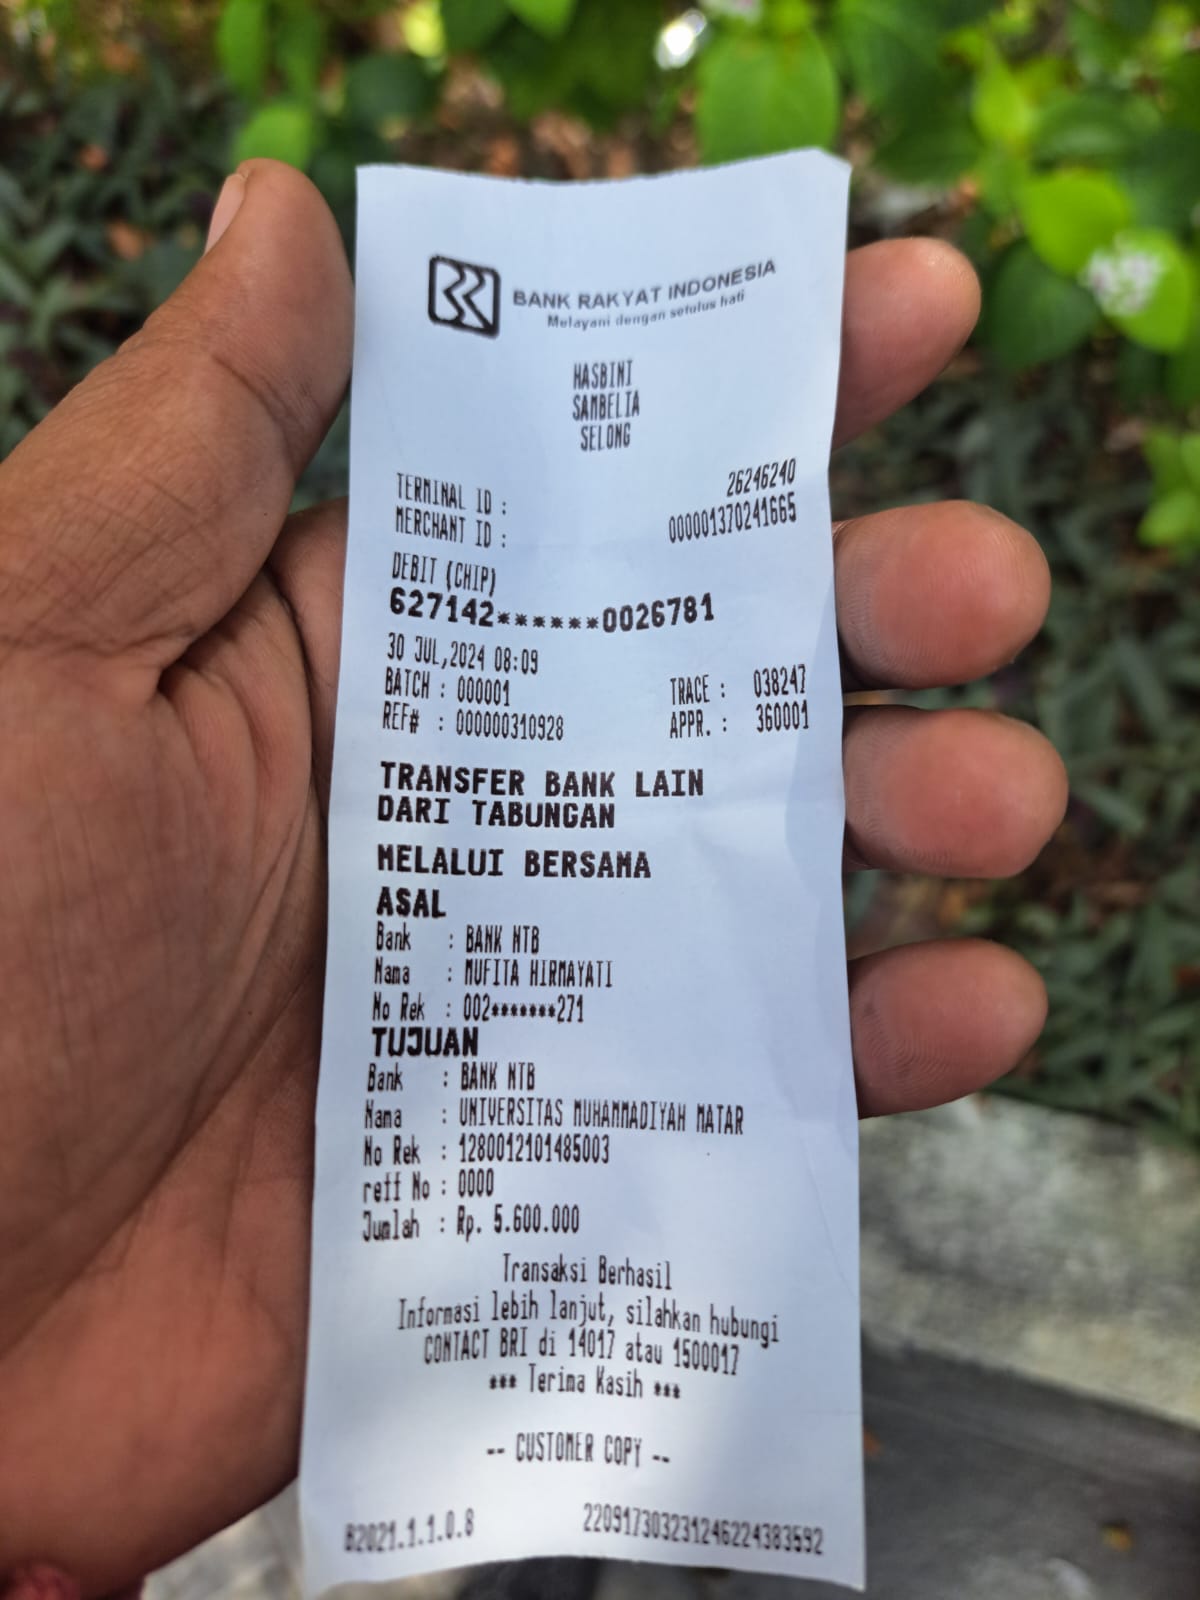 BANK RAKYAT INDONESIA
Melayani dengan setulus hati
HASBINI
SAMBELIA
SELONG
TERMINAL ID : 26246240
MERCHANT ID : 000001370241665
DEBIT (CHIP)
627142******0026781
30 JUL,2024 08:09
BATCH : 000001 TRACE : 038247
REF# : 000000310928 APPR. : 360001
TRANSFER BANK LAIN
DARI TABUNGAN
MELALUI BERSAMA
ASAL
Bank : BANK NTB
Nama : MUFITA HIRMAYATI
No Rek : 002*******271
TUJUAN
Bank : BANK NTB
Nama : UNIVERSITAS MUHAMMADIYAH MATAR
No Rek : 1280012101485003
reff No : 0000
Jumlah : Rp. 5.600.000
Transaksi Berhasil
Informasi lebih lanjut, silahkan hubungi
CONTACT BRI di 14017 atau 1500017
*** Terima Kasih ***
-- CUSTOMER COPY --
B2021.1.1.0.8 220917303231246224383592